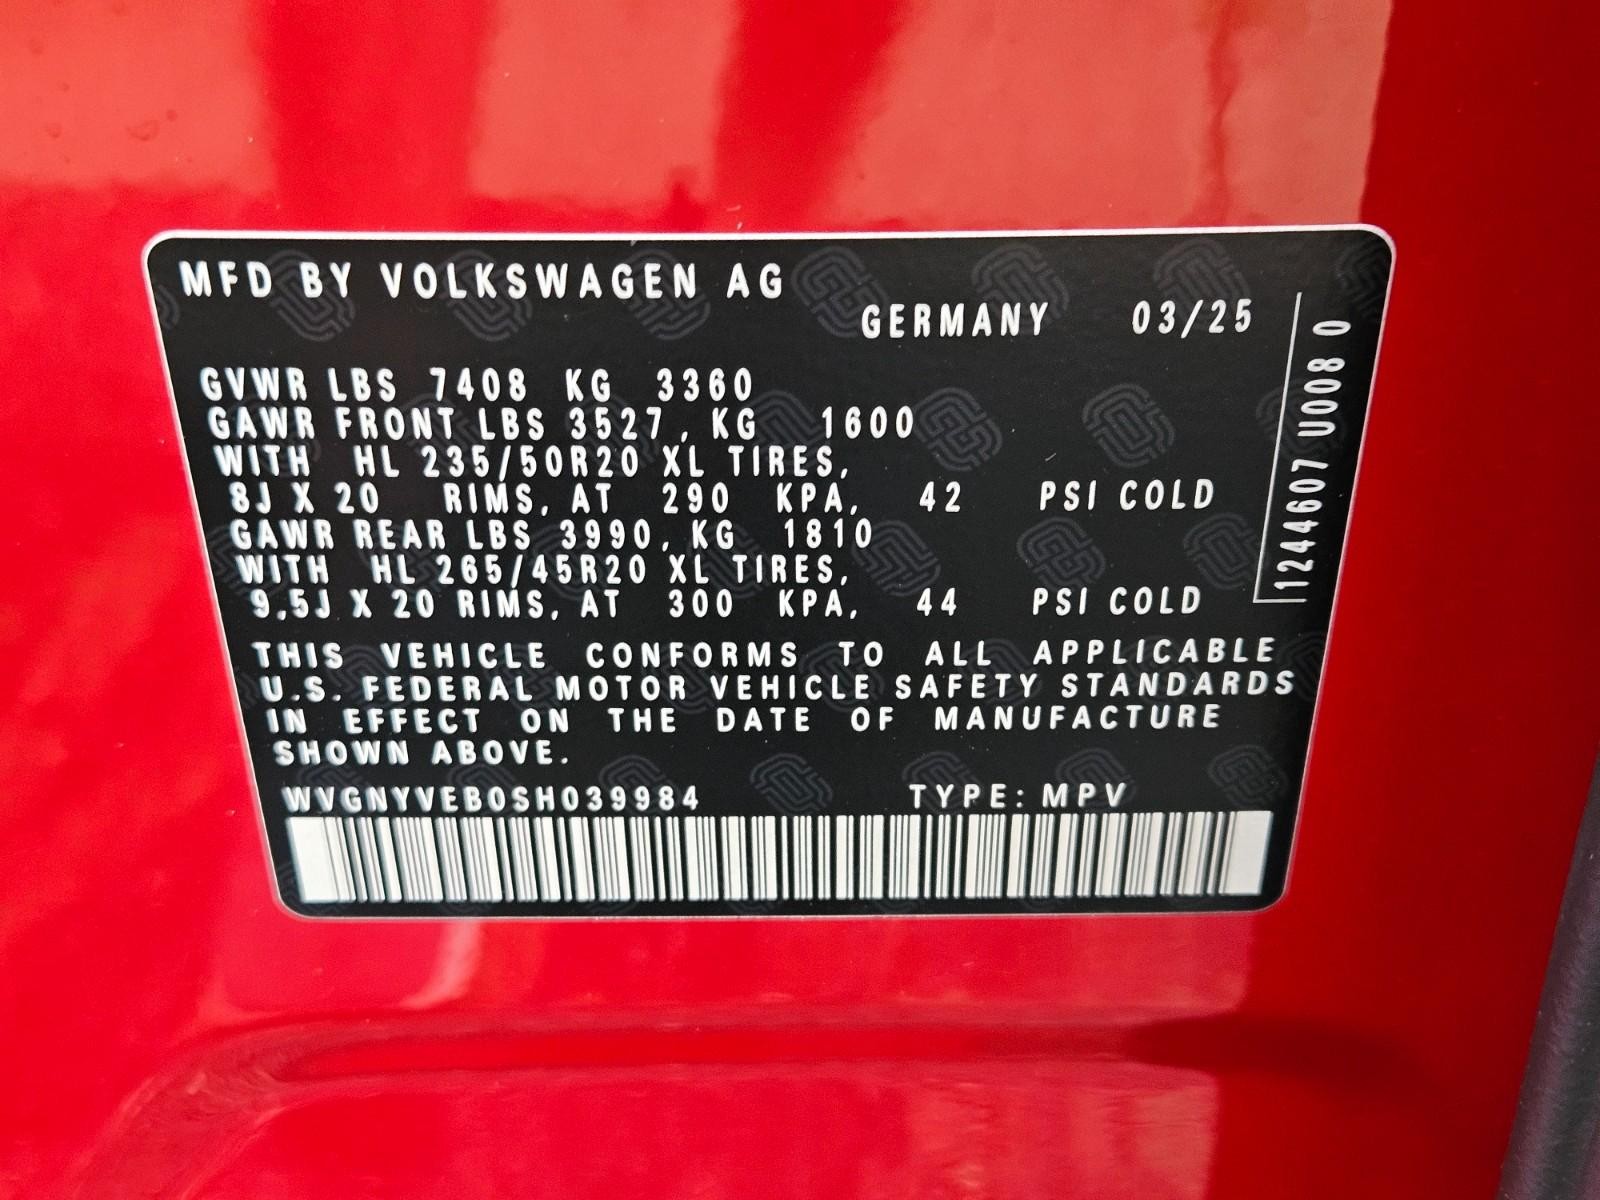 MFD BY VOLKSWAGEN AG
GERMANY 03/25
GVWR LBS 7408 KG 3360
GAWR FRONT LBS 3527, KG 1600
WITH HL 235/50R20 XL TIRES,
8J X 20 RIMS, AT 290 KPA, 42 PSI COLD
GAWR REAR LBS 3990, KG 1810
WITH HL 265/45R20 XL TIRES,
9,5J X 20 RIMS, AT 300 KPA, 44 PSI COLD
THIS VEHICLE CONFORMS TO ALL APPLICABLE
U.S. FEDERAL MOTOR VEHICLE SAFETY STANDARDS
IN EFFECT ON THE DATE OF MANUFACTURE
SHOWN ABOVE.
WVGNYVEB0SH039984 TYPE: MPV
1244607 U008 0